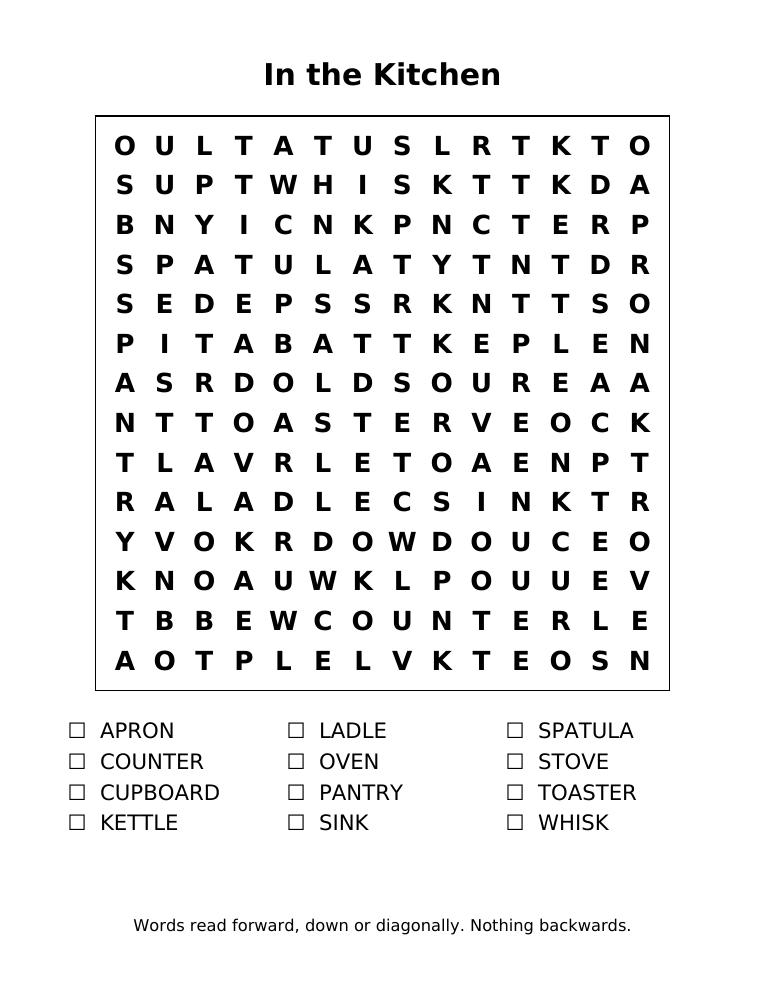 In the Kitchen
O U L T A T U S L R T K T O
S U P T W H I S K T T K D A
B N Y I C N K P N C T E R P
S P A T U L A T Y T N T D R
S E D E P S S R K N T T S O
P I T A B A T T K E P L E N
A S R D O L D S O U R E A A
N T T O A S T E R V E O C K
T L A V R L E T O A E N P T
R A L A D L E C S I N K T R
Y V O K R D O W D O U C E O
K N O A U W K L P O U U E V
T B B E W C O U N T E R L E
A O T P L E L V K T E O S N
☐ APRON ☐ LADLE ☐ SPATULA
☐ COUNTER ☐ OVEN ☐ STOVE
☐ CUPBOARD ☐ PANTRY ☐ TOASTER
☐ KETTLE ☐ SINK ☐ WHISK
Words read forward, down or diagonally. Nothing backwards.